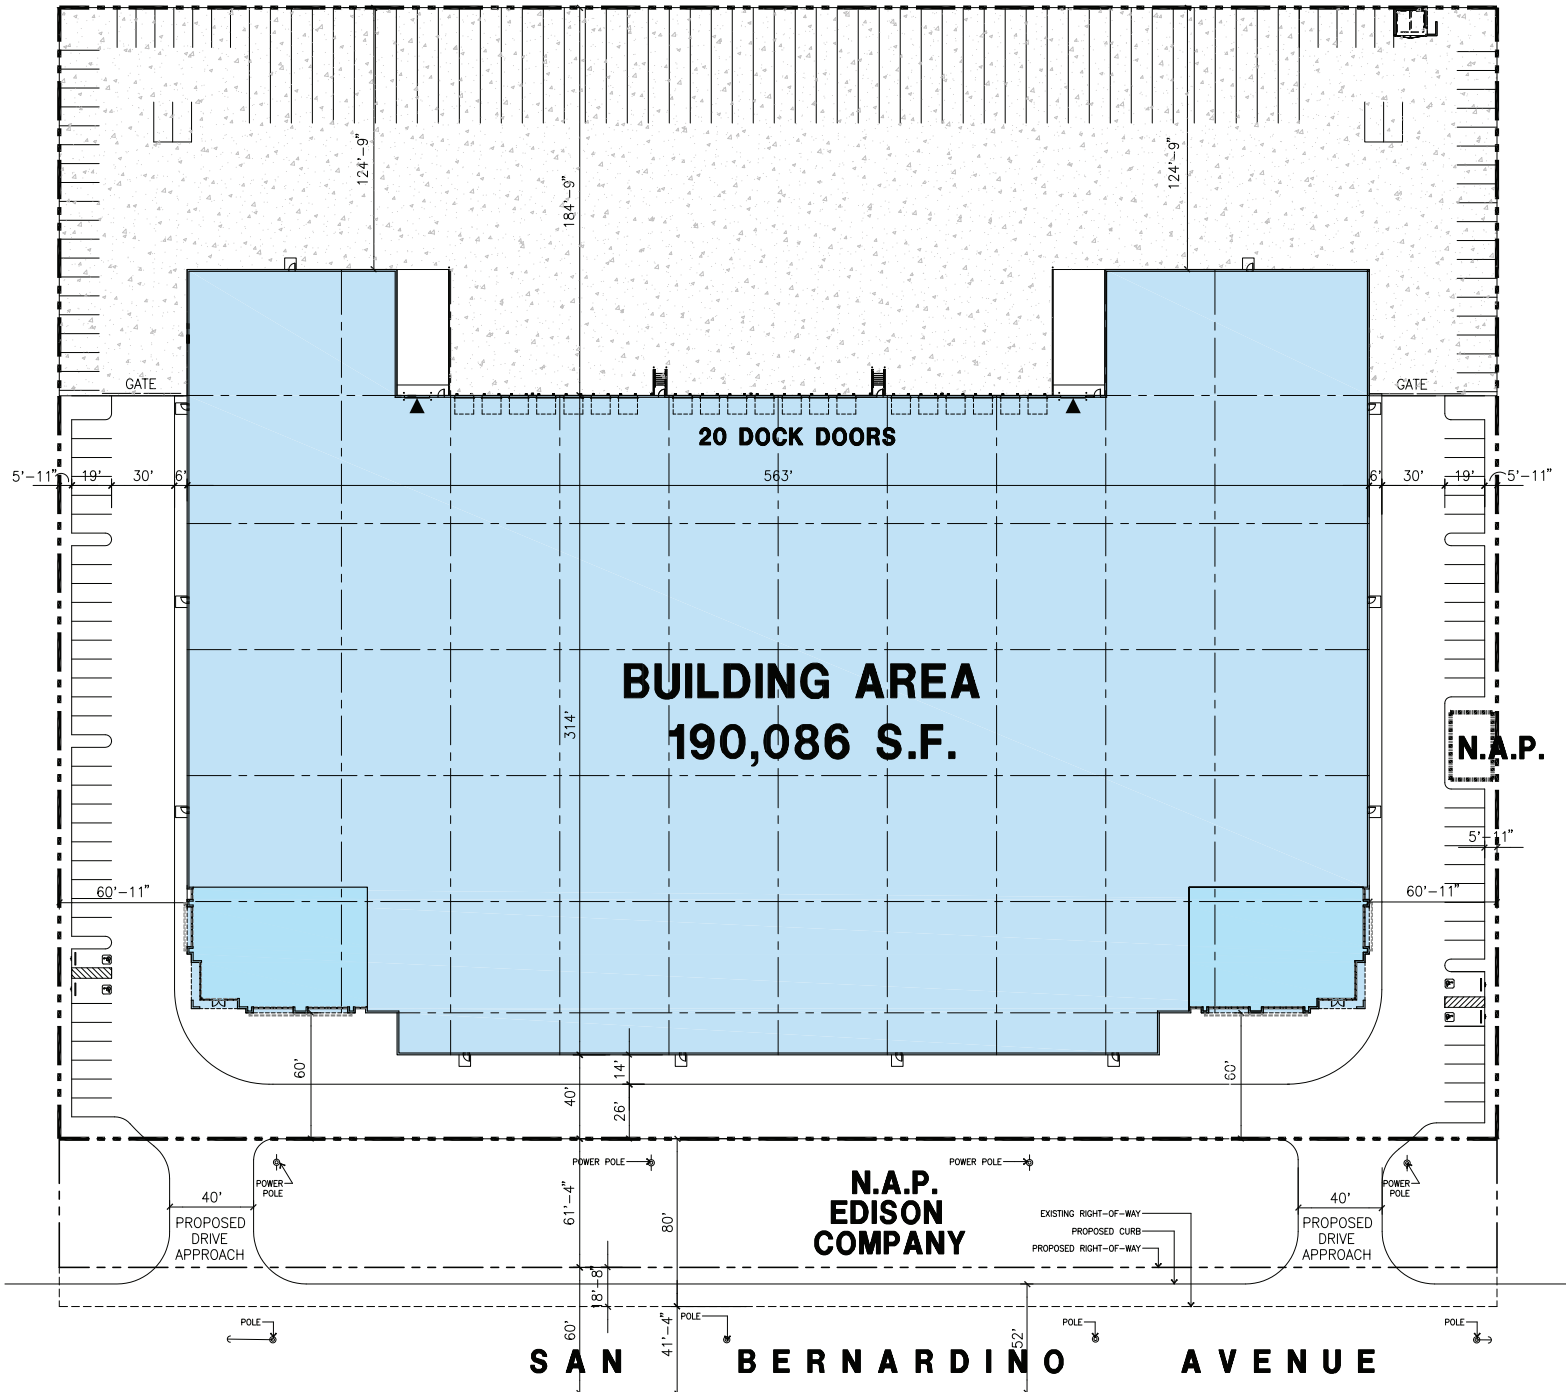 124'-9"
184'-9"
124'-9"
GATE
GATE
20 DOCK DOORS
5'-11"
19'
30'
6'
563'
6'
30'
19'
5'-11"
BUILDING AREA
190,086 S.F.
314'
N.A.P.
5'-11"
60'-11"
60'-11"
60'
40'
14'
26'
60'
POWER POLE
POWER POLE
POWER
POLE
POWER
POLE
N.A.P.
EDISON
COMPANY
40'
PROPOSED
DRIVE
APPROACH
61'-4"
80'
EXISTING RIGHT-OF-WAY
PROPOSED CURB
PROPOSED RIGHT-OF-WAY
40'
PROPOSED
DRIVE
APPROACH
18'-8"
POLE
60'
41'-4"
POLE
52'
POLE
POLE
SAN BERNARDINO AVENUE